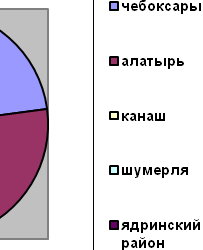 чебоксары
алатырь
канаш
шумерля
ядринский
район